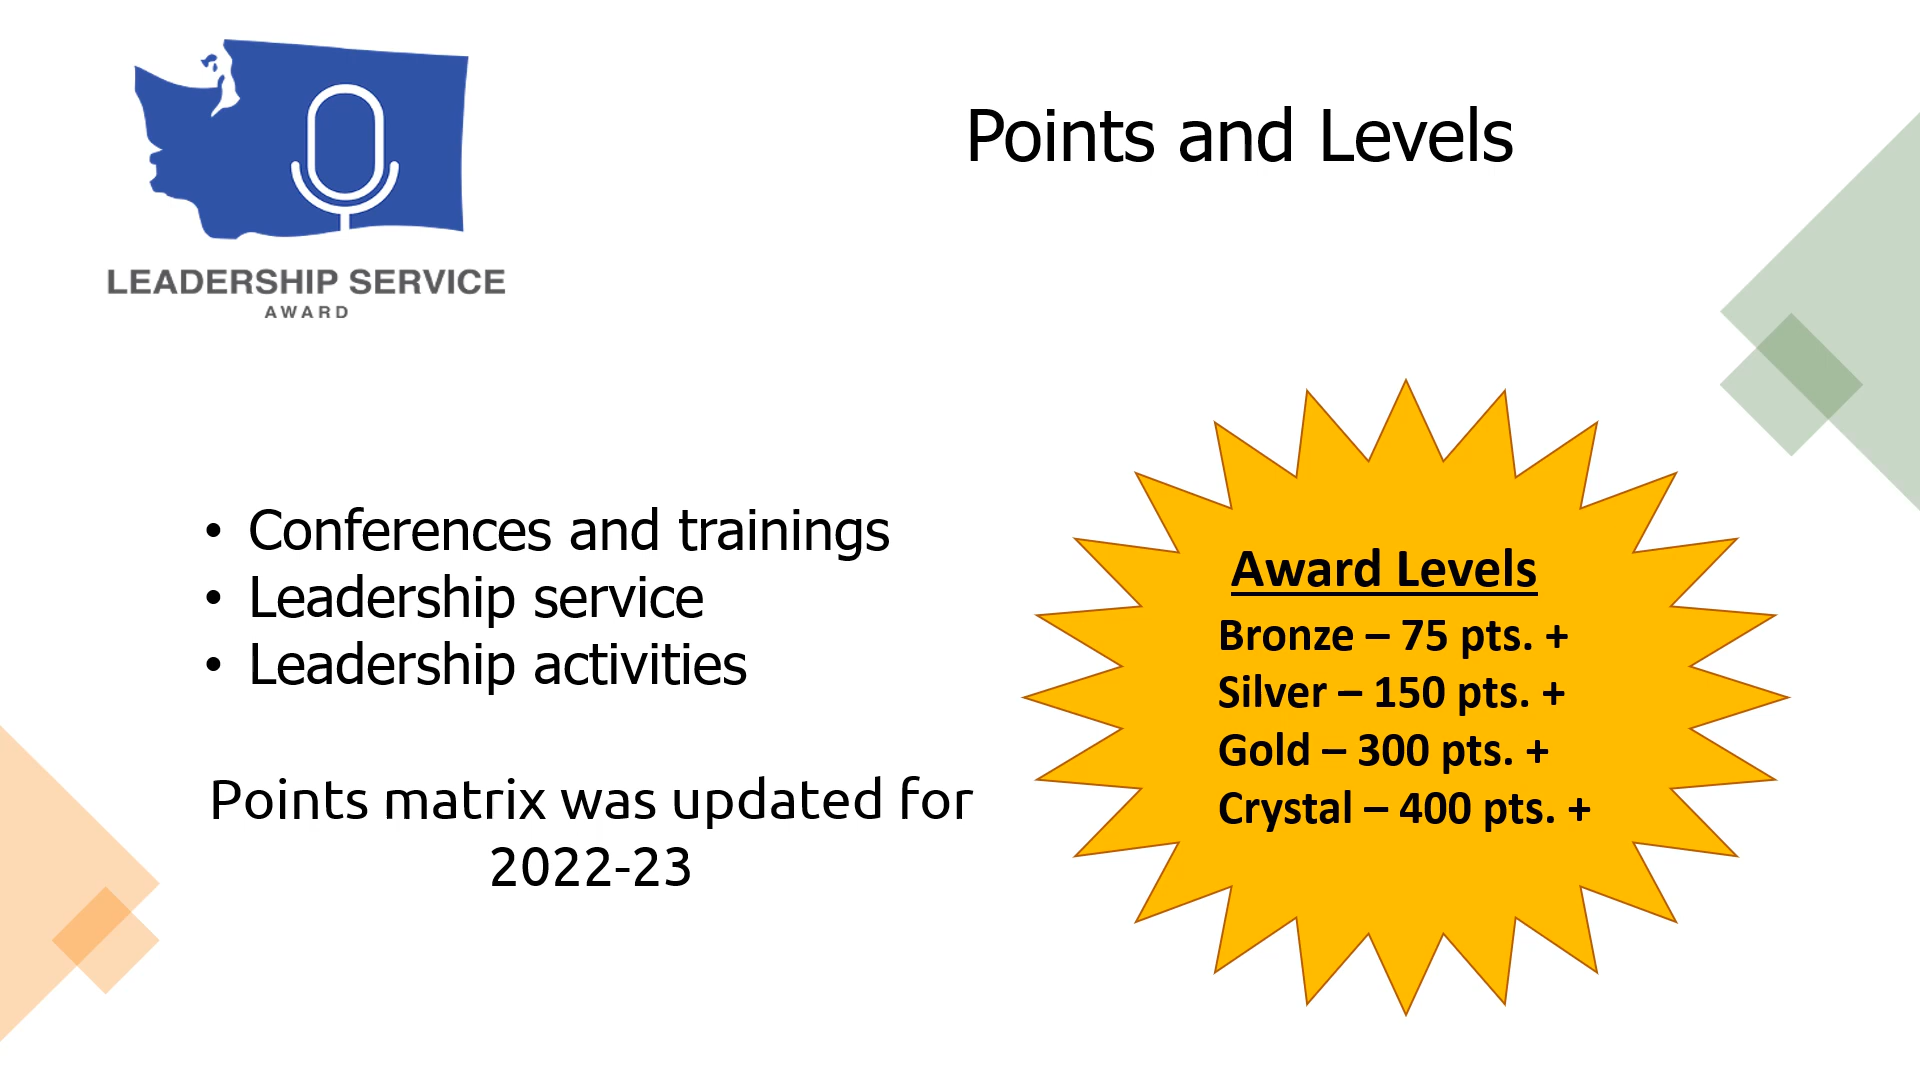 LEADERSHIP SERVICE
AWARD
Points and Levels
• Conferences and trainings
• Leadership service
• Leadership activities
Points matrix was updated for
2022-23
Award Levels
Bronze – 75 pts. +
Silver – 150 pts. +
Gold – 300 pts. +
Crystal – 400 pts. +